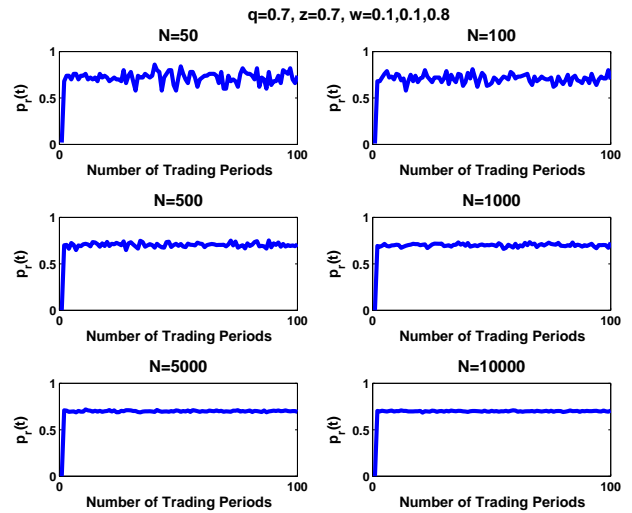 q=0.7, z=0.7, w=0.1,0.1,0.8
N=50
1
0.5
0
p_r(t)
0
100
Number of Trading Periods
N=100
1
0.5
0
p_r(t)
0
100
Number of Trading Periods
N=500
1
0.5
0
p_r(t)
0
100
Number of Trading Periods
N=1000
1
0.5
0
p_r(t)
0
100
Number of Trading Periods
N=5000
1
0.5
0
p_r(t)
0
100
Number of Trading Periods
N=10000
1
0.5
0
p_r(t)
0
100
Number of Trading Periods